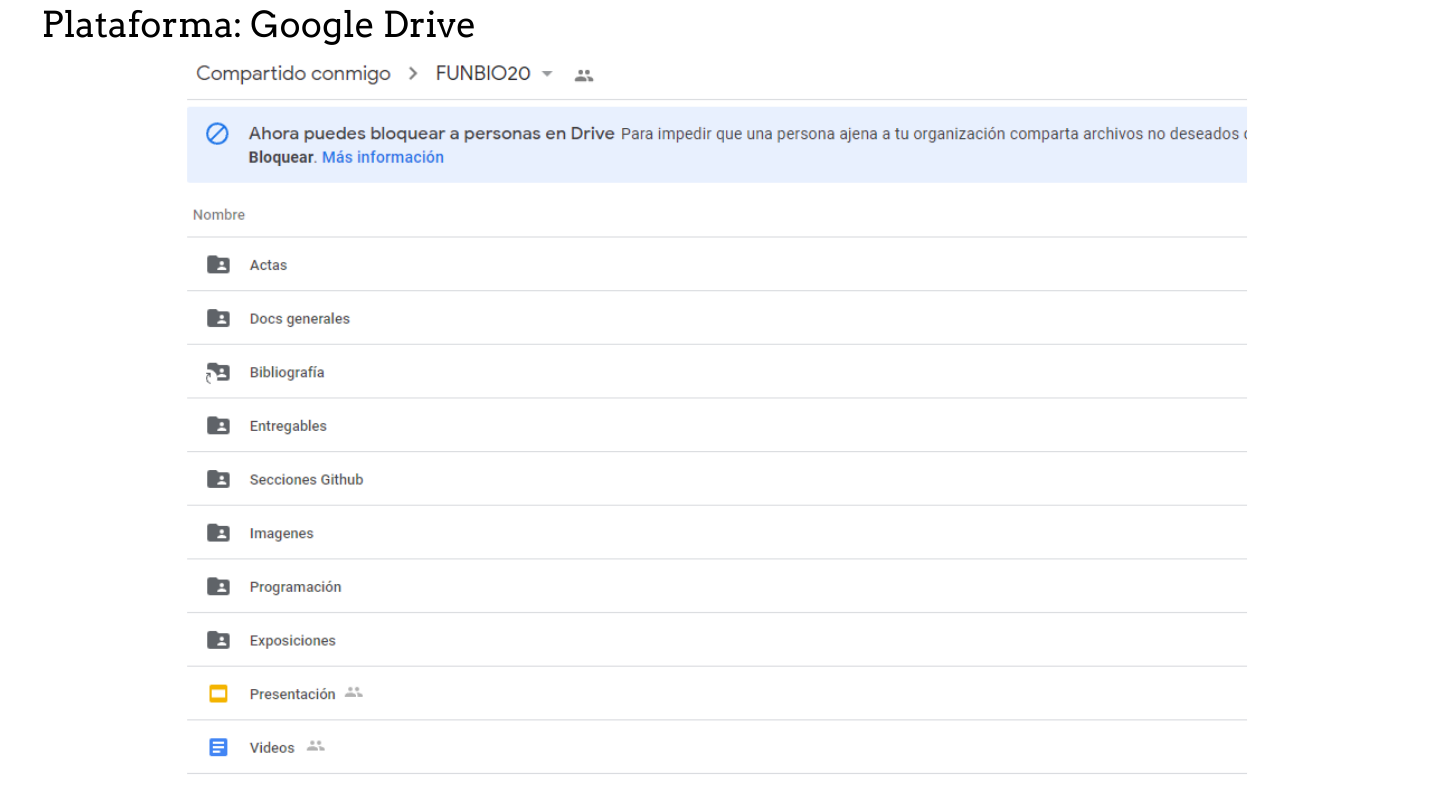 Plataforma: Google Drive
Compartido conmigo > FUNBIO20
Ahora puedes bloquear a personas en Drive Para impedir que una persona ajena a tu organización comparta archivos no deseados
Bloquear. Más información
Nombre
Actas
Docs generales
Bibliografía
Entregables
Secciones Github
Imagenes
Programación
Exposiciones
Presentación
Videos